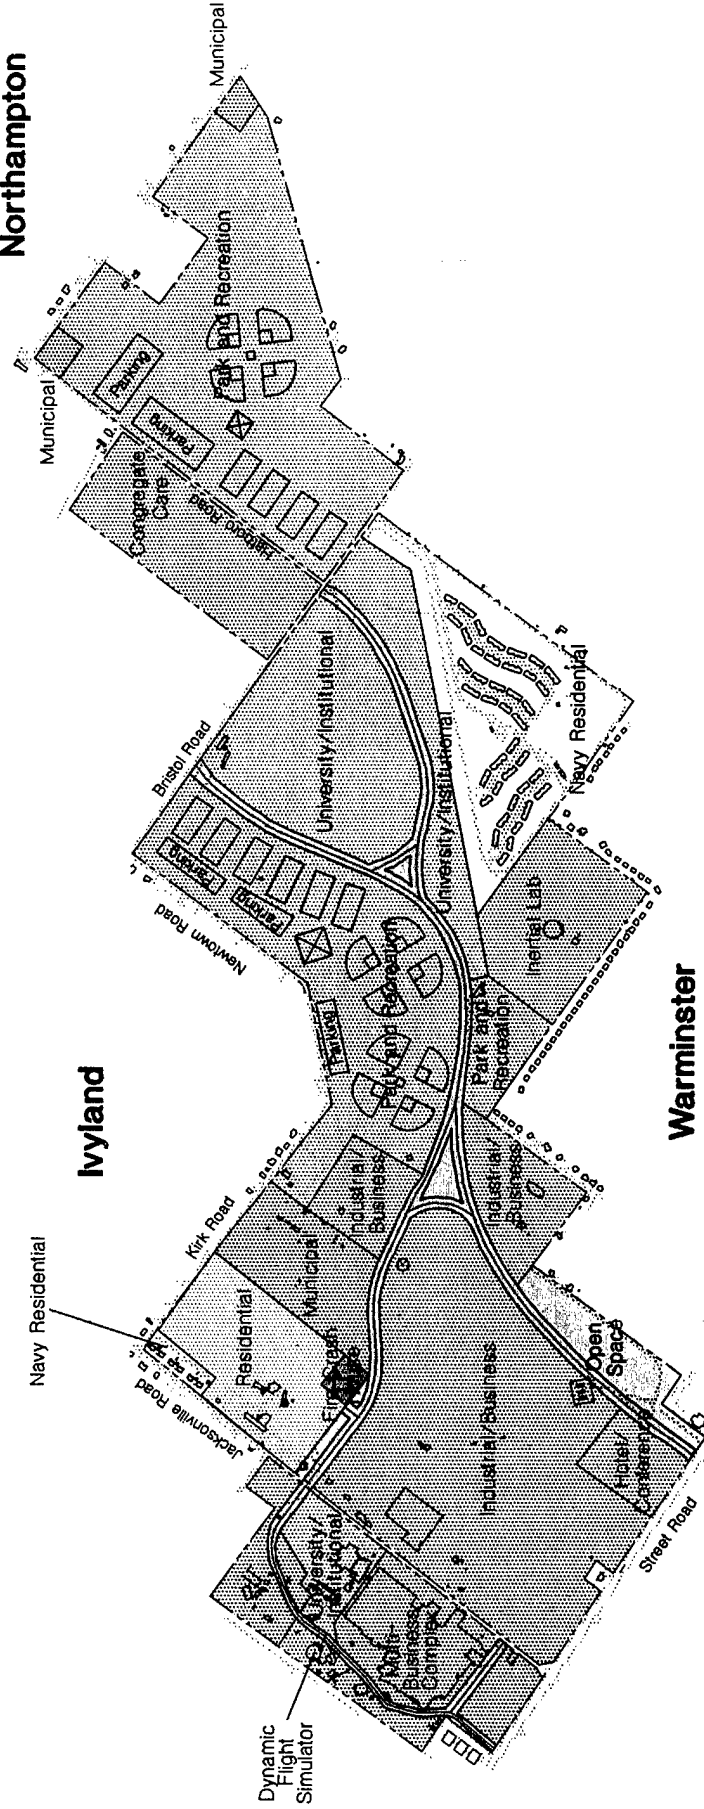 Northampton
Municipal
Municipal
Parking
Parking
Park and Recreation
Congregate
Care
Hatboro Road
University/Institutional
Bristol Road
University/Institutional
Navy Residential
Parking
Parking
Newtown Road
Inertial Lab
Park and Recreation
Parking
Park and
Recreation
Ivyland
Warminster
Kirk Road
Industrial/
Business
Industrial/
Business
Navy Residential
Municipal
Residential
Jacksonville Road
Industrial/Business
Open
Space
Hotel/
Conference
Street Road
University/
Institutional
Multi-
Business
Complex
Dynamic
Flight
Simulator